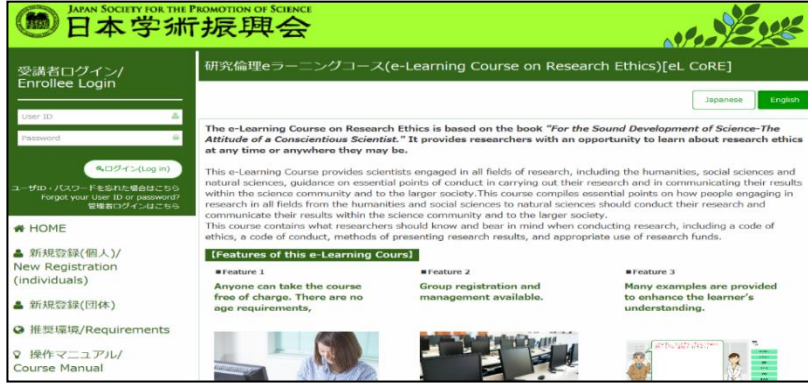 JAPAN SOCIETY FOR THE PROMOTION OF SCIENCE
日本学術振興会
受講者ログイン/
Enrollee Login
User ID
Password
ログイン(Log in)
ユーザID・パスワードを忘れた場合はこちら
Forgot your User ID or password?
管理者ログインはこちら
HOME
新規登録(個人)/
New Registration
(individuals)
新規登録(団体)
推奨環境/Requirements
操作マニュアル/
Course Manual
研究倫理eラーニングコース(e-Learning Course on Research Ethics)[eL CoRE]
Japanese
English
The e-Learning Course on Research Ethics is based on the book "For the Sound Development of Science-The
Attitude of a Conscientious Scientist." It provides researchers with an opportunity to learn about research ethics
at any time or anywhere they may be.
This e-Learning Course provides scientists engaged in all fields of research, including the humanities, social sciences and
natural sciences, guidance on essential points of conduct in carrying out their research and in communicating their results
within the science community and to the larger society.This course compiles essential points on how people engaging in
research in all fields from the humanities and social sciences to natural sciences should conduct their research and
communicate their results within the science community and to the larger society.
This course contains what researchers should know and bear in mind when conducting research, including a code of
ethics, a code of conduct, methods of presenting research results, and appropriate use of research funds.
[Features of this e-Learning Cours]
■Feature 1
Anyone can take the course
free of charge. There are no
age requirements,
■Feature 2
Group registration and
management available.
■Feature 3
Many examples are provided
to enhance the learner's
understanding.